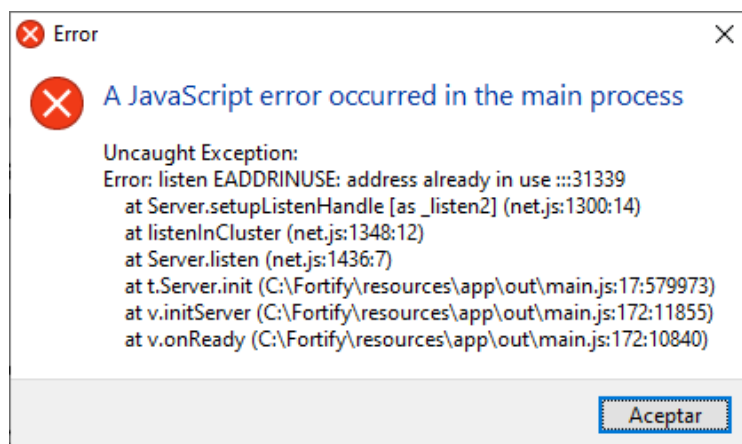 Error
A JavaScript error occurred in the main process
Uncaught Exception:
Error: listen EADDRINUSE: address already in use :::31339
at Server.setupListenHandle [as _listen2] (net.js:1300:14)
at listenInCluster (net.js:1348:12)
at Server.listen (net.js:1436:7)
at t.Server.init (C:\Fortify\resources\app\out\main.js:17:579973)
at v.initServer (C:\Fortify\resources\app\out\main.js:172:11855)
at v.onReady (C:\Fortify\resources\app\out\main.js:172:10840)
Aceptar